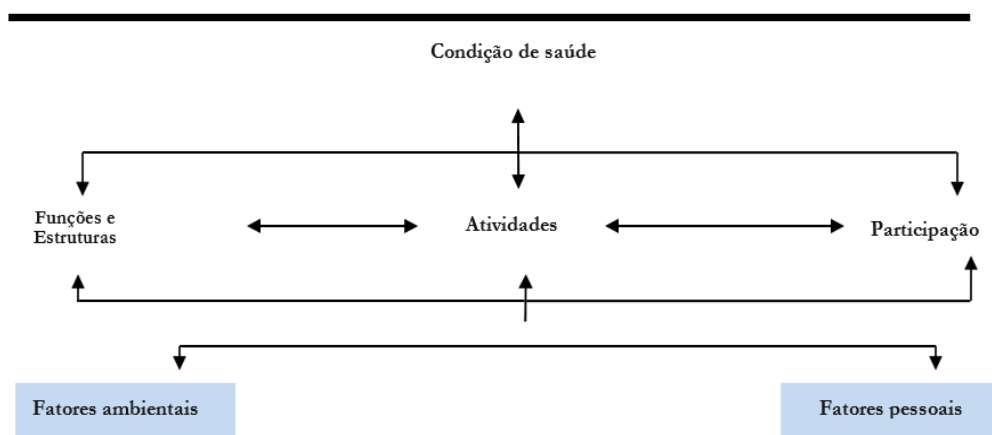 Condição de saúde
Funções e
Estruturas
Atividades
Participação
Fatores ambientais
Fatores pessoais